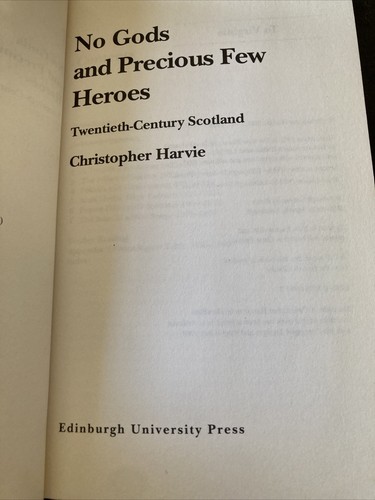 No Gods
and Precious Few
Heroes
Twentieth-Century Scotland
Christopher Harvie
Edinburgh University Press